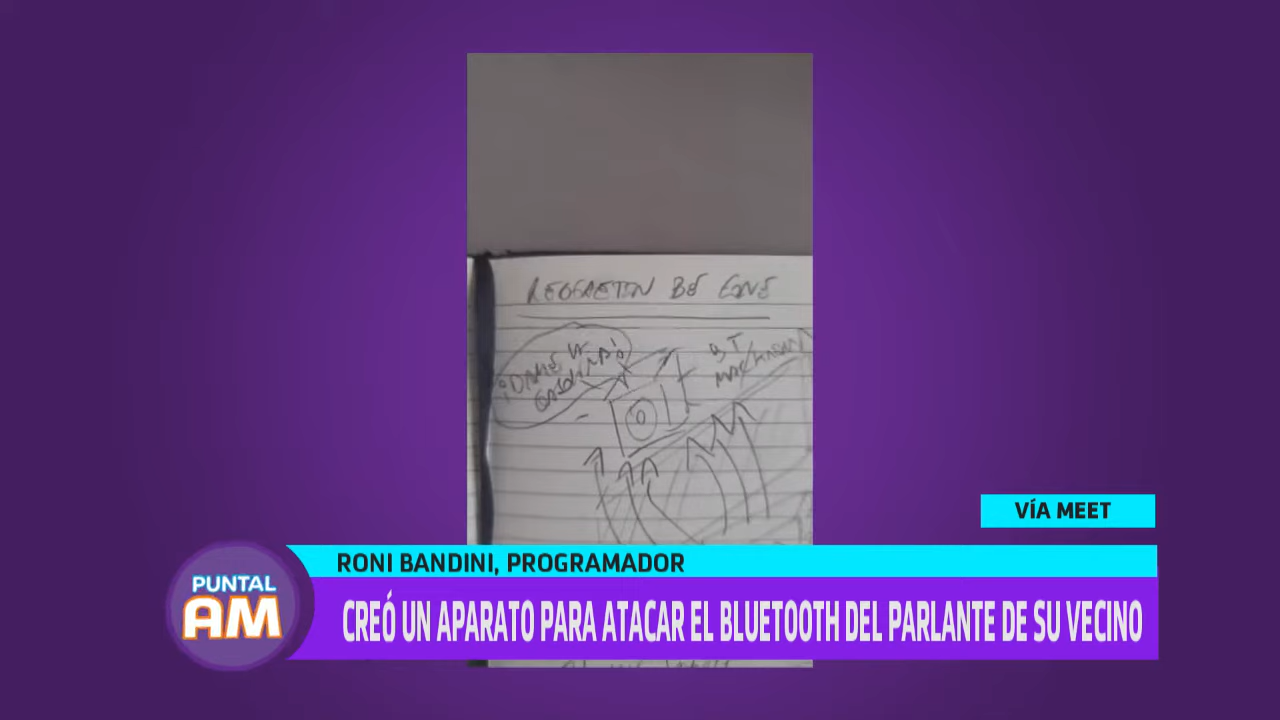 REGGAETON BE GONE
¡DAME LA
GASOLINA!
VÍA MEET
RONI BANDINI, PROGRAMADOR
PUNTAL
AM
CREÓ UN APARATO PARA ATACAR EL BLUETOOTH DEL PARLANTE DE SU VECINO